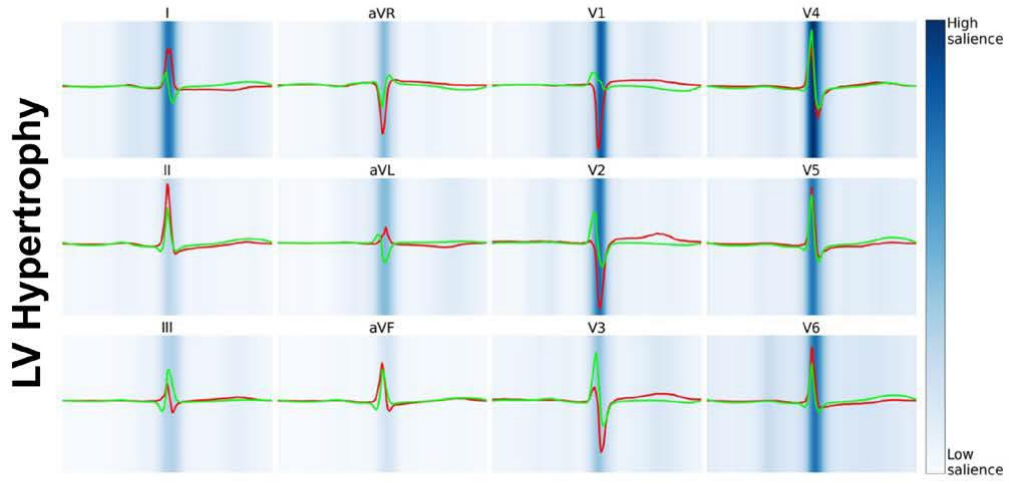 LV Hypertrophy
I
aVR
V1
V4
High
salience
II
aVL
V2
V5
III
aVF
V3
V6
Low
salience